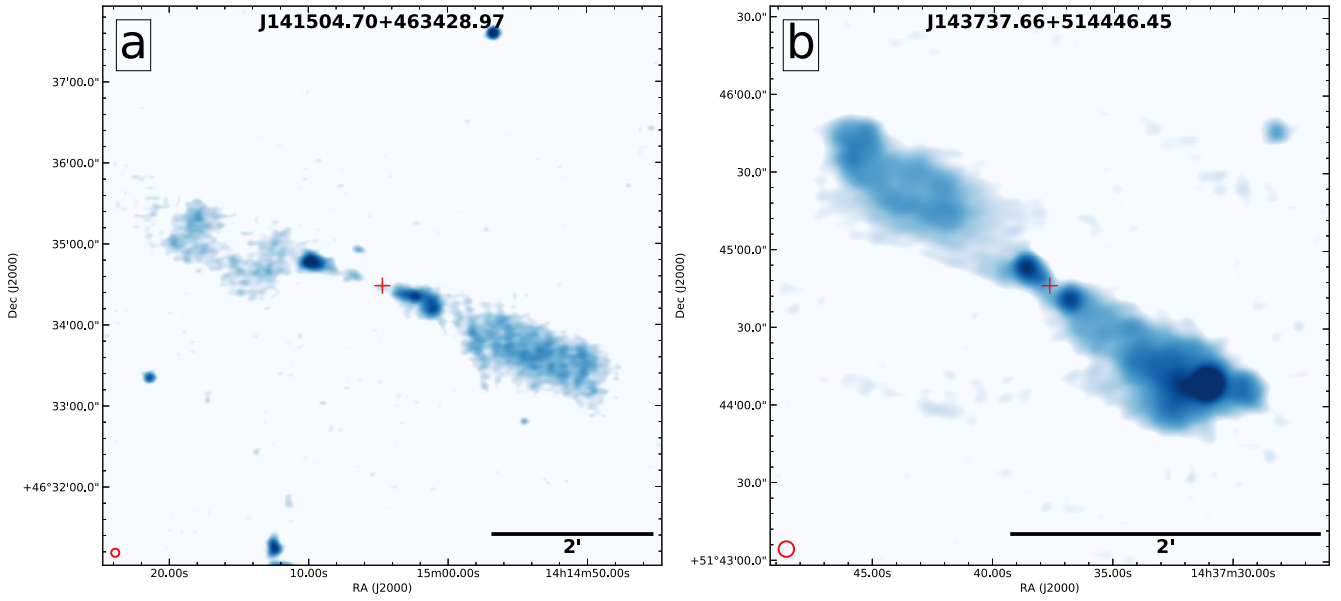 J141504.70+463428.97
a
37'00.0"
36'00.0"
35'00.0"
34'00.0"
33'00.0"
+46°32'00.0"
Dec (J2000)
2'
20.00s
10.00s
15m00.00s
14h14m50.00s
RA (J2000)
J143737.66+514446.45
b
30.0"
46'00.0"
30.0"
45'00.0"
30.0"
44'00.0"
30.0"
+51°43'00.0"
Dec (J2000)
2'
45.00s
40.00s
35.00s
14h37m30.00s
RA (J2000)